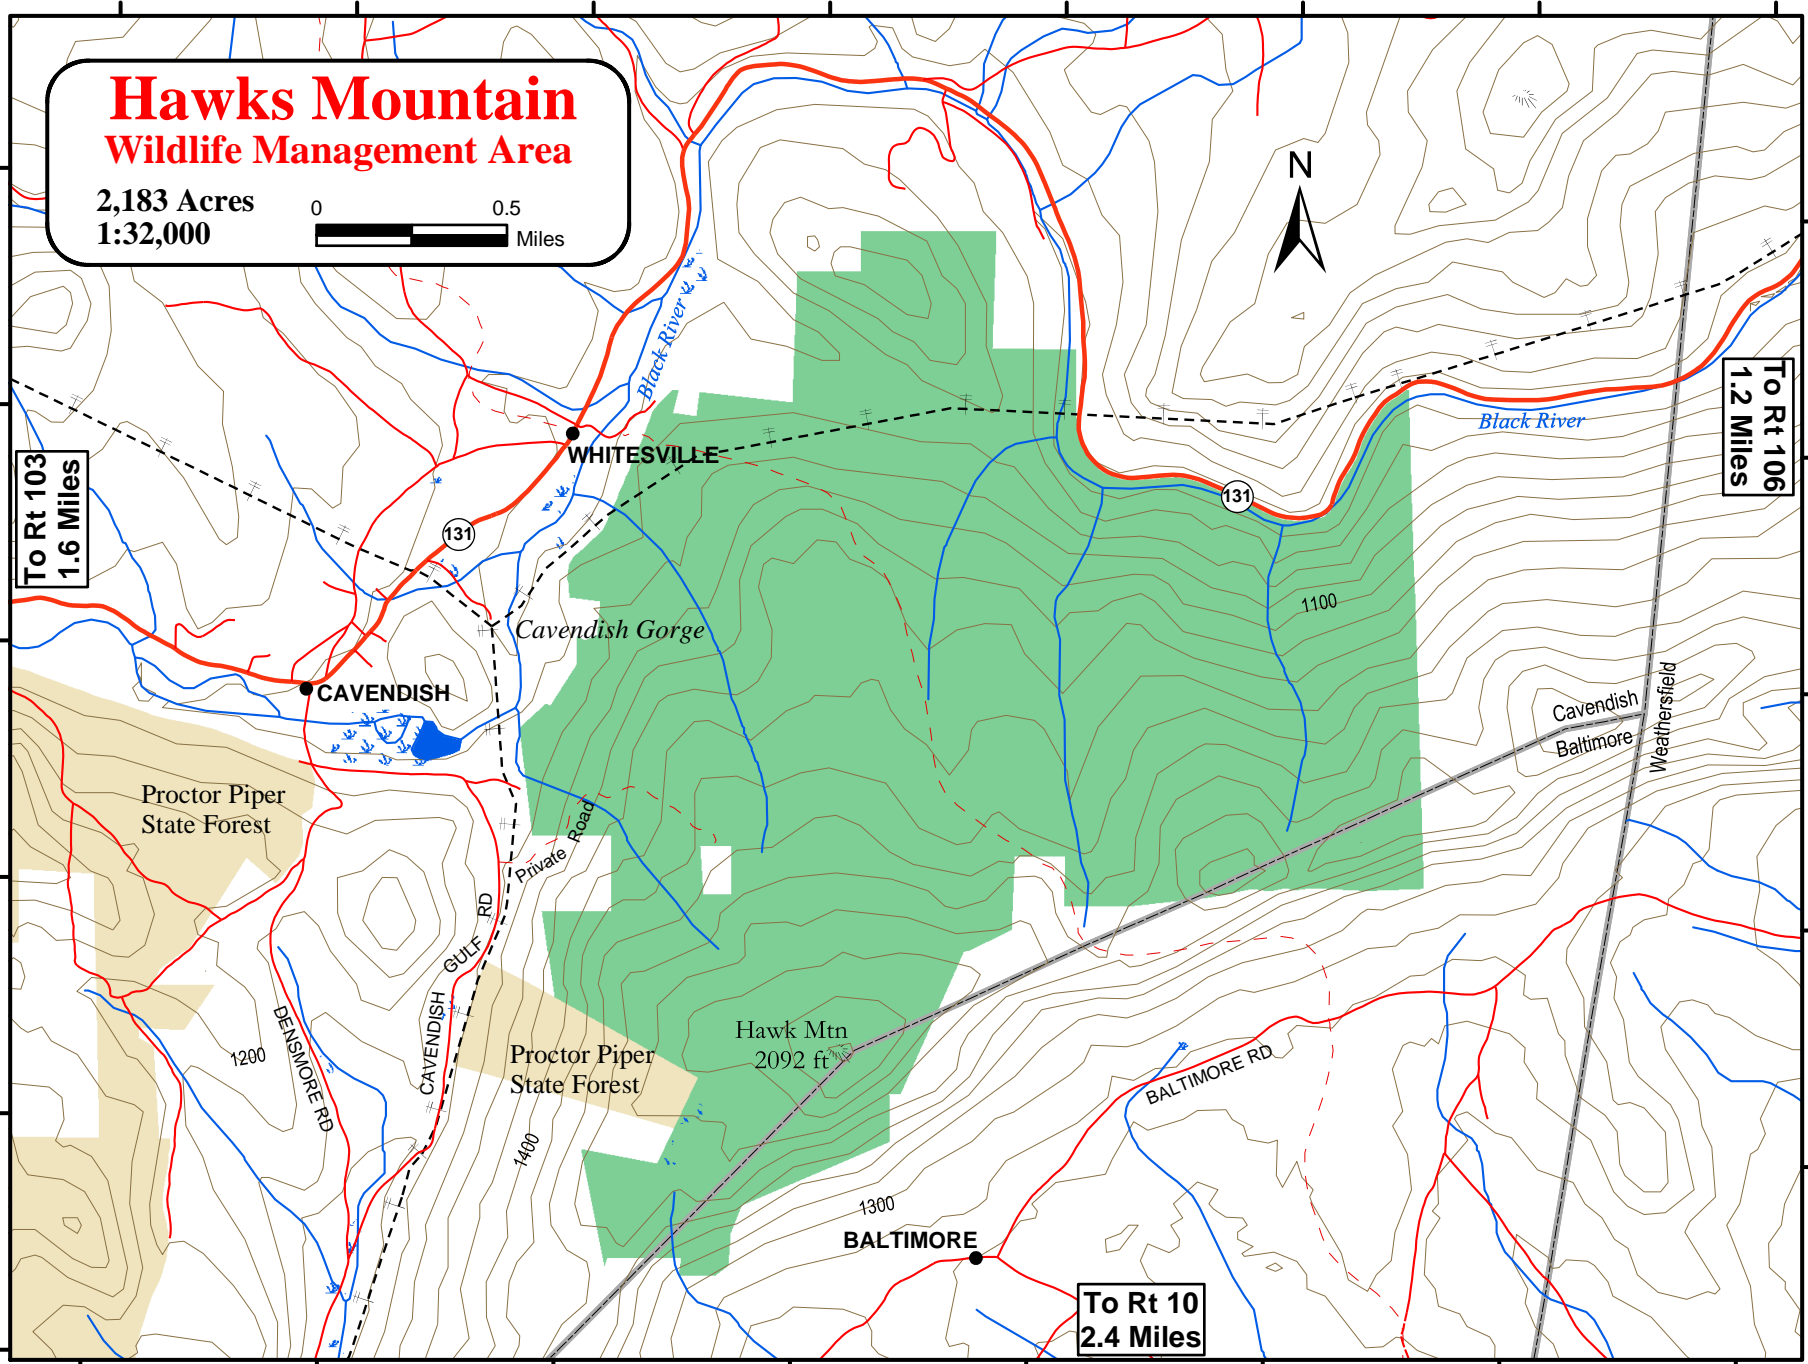 Hawks Mountain
Wildlife Management Area
2,183 Acres
1:32,000
0 0.5
Miles
N
Black River
To Rt 106
1.2 Miles
Black River
WHITESVILLE
To Rt 103
1.6 Miles
131
131
1100
Cavendish Gorge
CAVENDISH
Cavendish
Baltimore
Weathersfield
Proctor Piper
State Forest
Private Road
CAVENDISH GULF RD
DENSMORE RD
1200
Hawk Mtn
2092 ft
Proctor Piper
State Forest
BALTIMORE RD
1400
1300
BALTIMORE
To Rt 10
2.4 Miles